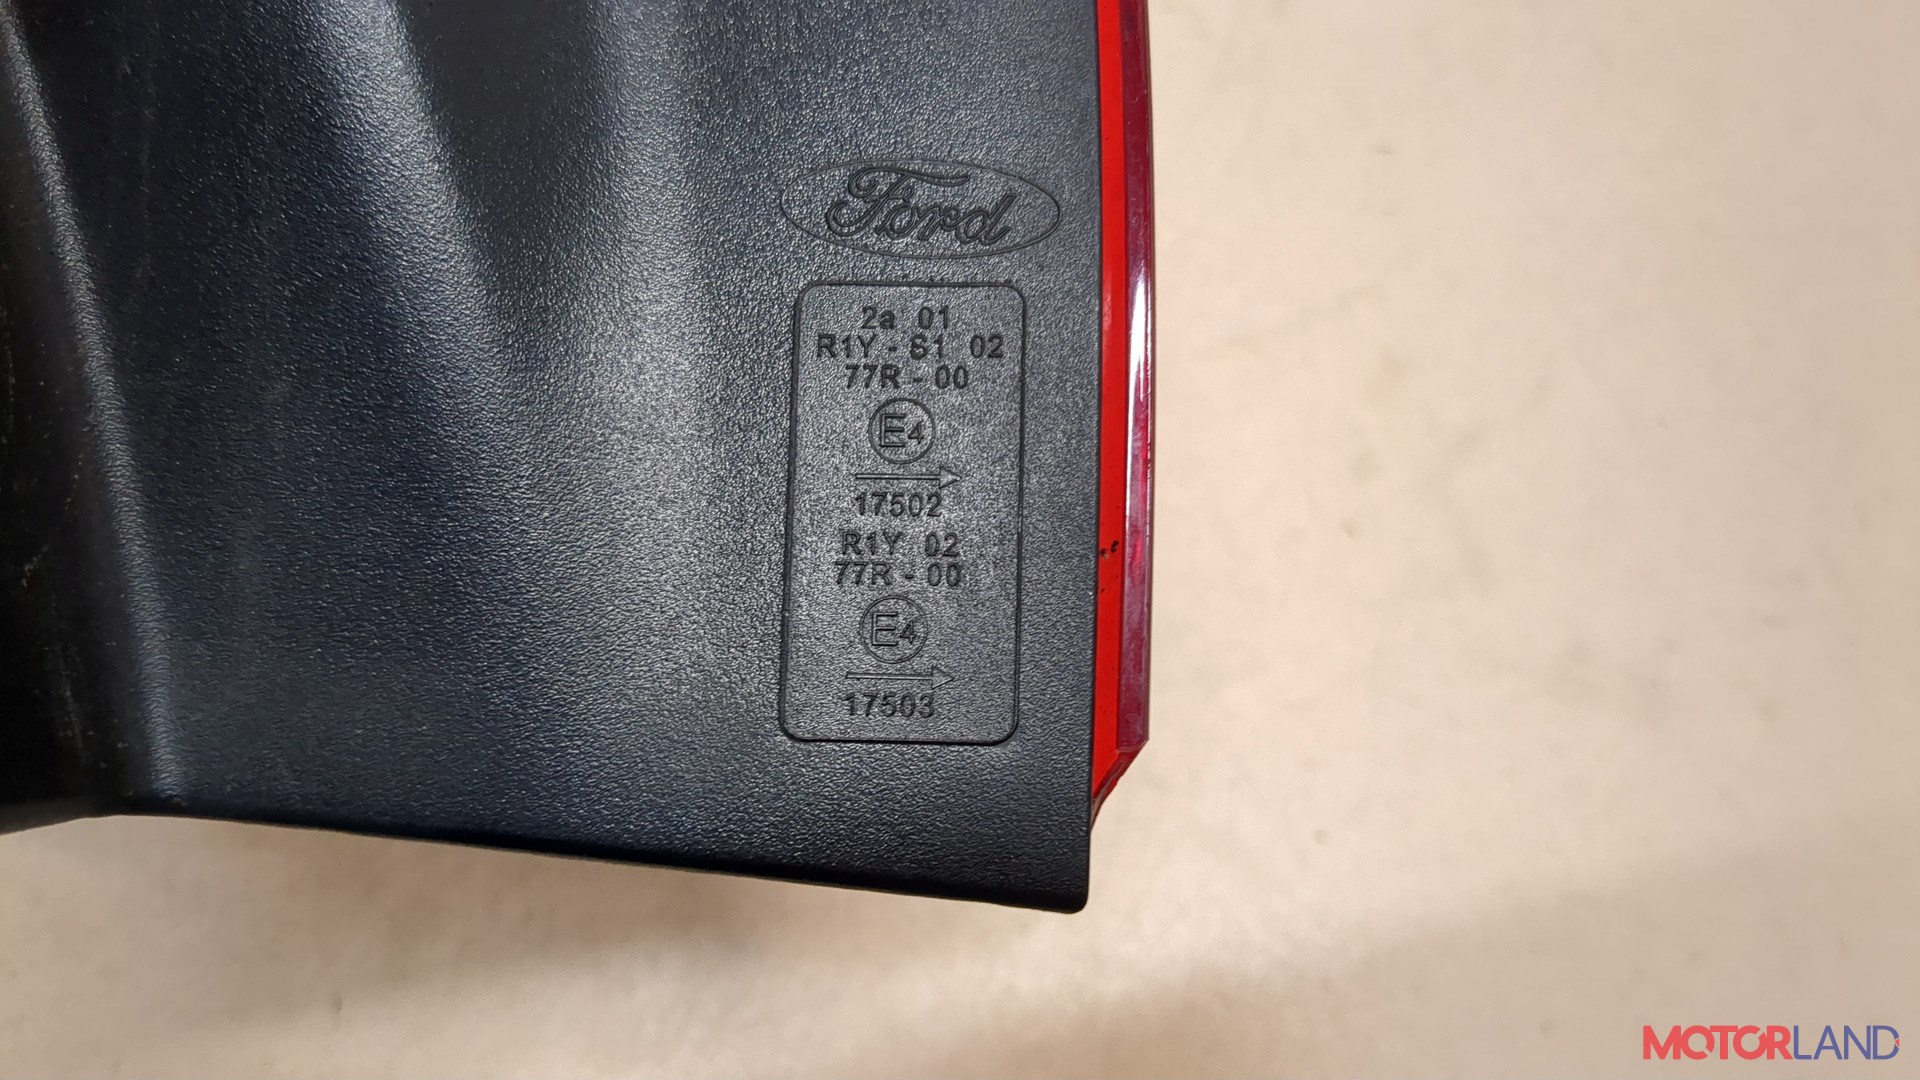 Ford
2a 01
R1Y - S1 02
77R - 00
E4
17502
R1Y 02
77R - 00
E4
17503
MOTORLAND